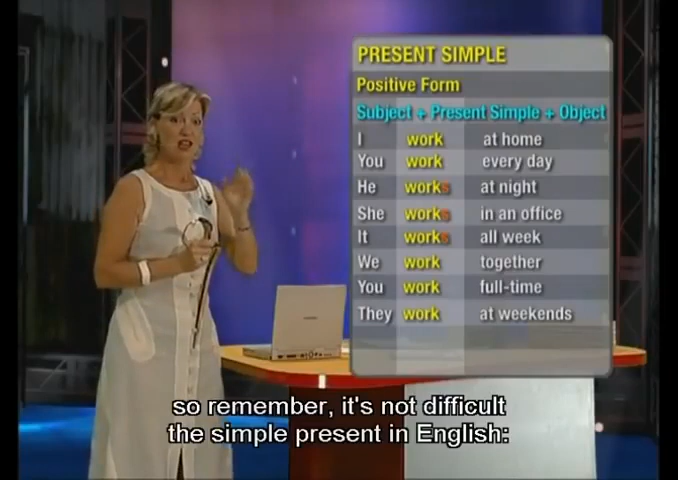 PRESENT SIMPLE
Positive Form
Subject + Present Simple + Object
I work at home
You work every day
He works at night
She works in an office
It works all week
We work together
You work full-time
They work at weekends
so remember, it's not difficult
the simple present in English: